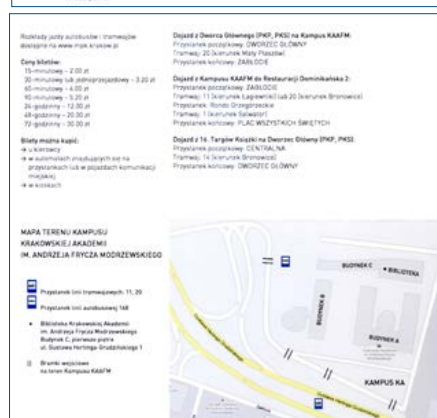 Rozkłady jazdy autobusów i tramwajów
dostępne na www.mpk.krakow.pl
Ceny biletów:
15-minutowy – 2.00 zł
30-minutowy lub jednoprzejazdowy – 3.20 zł
60-minutowy – 4.00 zł
90-minutowy – 5.20 zł
24-godzinny – 12.00 zł
48-godzinny – 20.00 zł
72-godzinny – 30.00 zł
Bilety można kupić:
→ u kierowcy
→ w automatach znajdujących się na
przystankach lub w pojazdach komunikacji
miejskiej
→ w kioskach
Dojazd z Dworca Głównego (PKP, PKS) na Kampus KAAFM:
Przystanek początkowy: DWORZEC GŁÓWNY
Tramwaj: 20 (kierunek Mały Płaszów)
Przystanek końcowy: ZABŁOCIE
Dojazd z Kampusu KAAFM do Restauracji Dominikańska 2:
Przystanek początkowy: ZABŁOCIE
Tramwaj: 11 (kierunek Łagiewniki) lub 20 (kierunek Bronowice)
Przystanek: Rondo Grzegórzeckie
Tramwaj: 1 (kierunek Salwator)
Przystanek końcowy: PLAC WSZYSTKICH ŚWIĘTYCH
Dojazd z 16. Targów Książki na Dworzec Główny (PKP, PKS):
Przystanek początkowy: CENTRALNA
Tramwaj: 14 (kierunek Bronowice)
Przystanek końcowy: DWORZEC GŁÓWNY
MAPA TERENU KAMPUSU
KRAKOWSKIEJ AKADEMII
IM. ANDRZEJA FRYCZA MODRZEWSKIEGO
Przystanek linii tramwajowych: 11, 20
Przystanek linii autobusowej 168
• Biblioteka Krakowskiej Akademii
im. Andrzeja Frycza Modrzewskiego
Budynek C, pierwsze piętro
ul. Gustawa Herlinga-Grudzińskiego 1
|| Bramki wejściowe
na teren Kampusu KAAFM
BUDYNEK C
• BIBLIOTEKA
BUDYNEK B
BUDYNEK A
KAMPUS KA
Gustawa Herlinga-Grudzińskiego
Gustawa Herlinga-Grudzińskiego